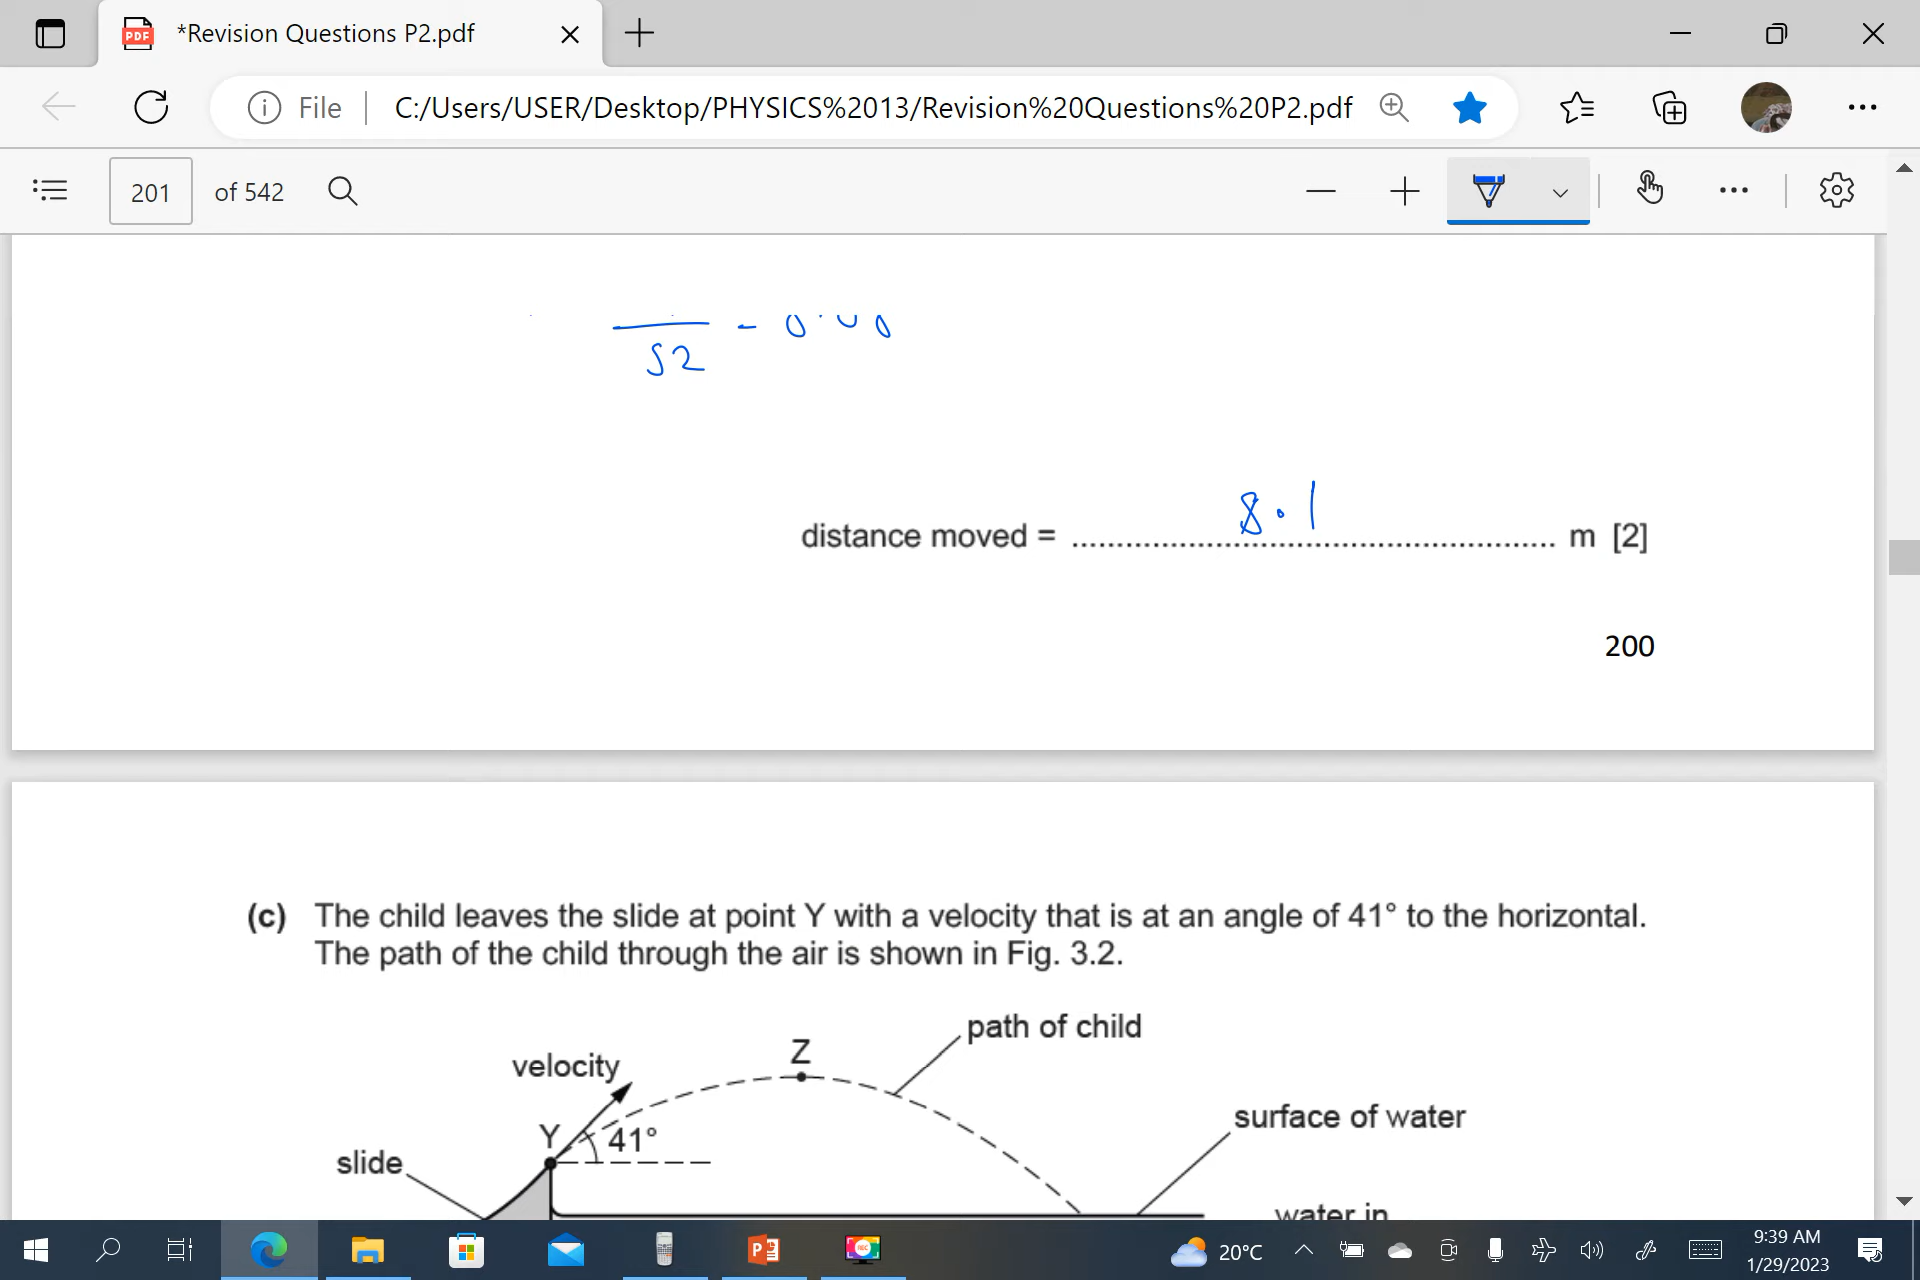 *Revision Questions P2.pdf
File
C:/Users/USER/Desktop/PHYSICS%2013/Revision%20Questions%20P2.pdf
201 of 542
52
8.1
distance moved = ...................................................... m [2]
200
(c) The child leaves the slide at point Y with a velocity that is at an angle of 41° to the horizontal.
The path of the child through the air is shown in Fig. 3.2.
path of child
Z
velocity
surface of water
Y
41°
slide
water in
20°C
9:39 AM
1/29/2023